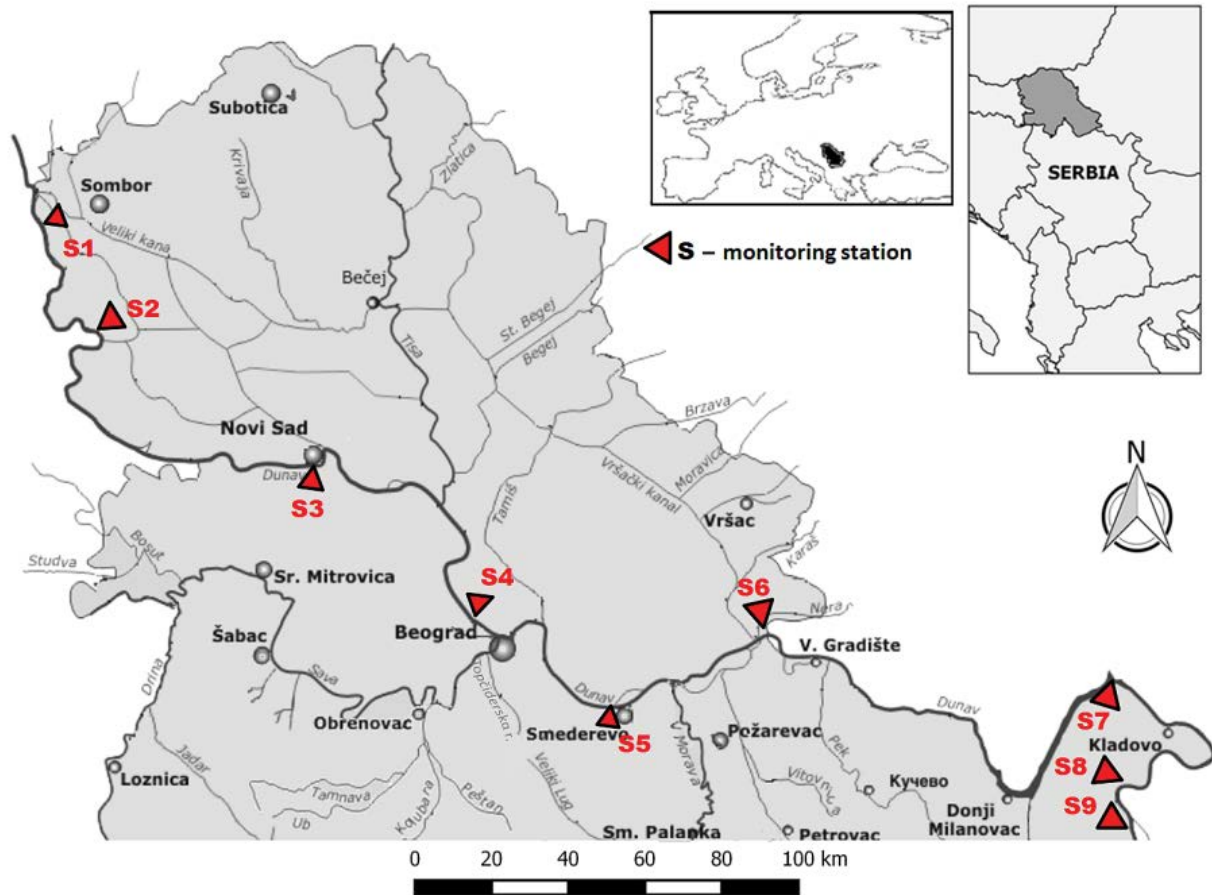 Subotica
Sombor
S1
Veliki kana
Krivaja
Zlatica
Bečej
S2
Tisa
St. Begej
Begej
S – monitoring station
SERBIA
Novi Sad
Dunav
S3
Brzava
Moravica
Vršački kanal
Vršac
Karaš
Nera
N
Tamiš
Studva
Bosut
Sr. Mitrovica
S4
S6
Beograd
Šabac
Sava
Drina
Topčiderska r.
V. Gradište
Dunav
Obrenovac
Dunav
Smederevo
S5
Požarevac
Morava
Pek
S7
Kladovo
S8
S9
Jadar
Loznica
Tamnava
Ub
Kolubara
Peštan
Veliki Lug
Vitovnica
Кучево
Donji
Milanovac
Sm. Palanka
Petrovac
0 20 40 60 80 100 km